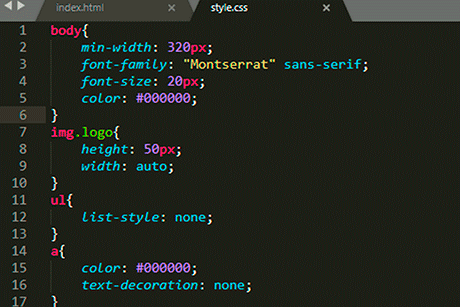 index.html × style.css ×
1 body{
2 min-width: 320px;
3 font-family: "Montserrat" sans-serif;
4 font-size: 20px;
5 color: #000000;
6 }
7 img.logo{
8 height: 50px;
9 width: auto;
10 }
11 ul{
12 list-style: none;
13 }
14 a{
15 color: #000000;
16 text-decoration: none;
17 }